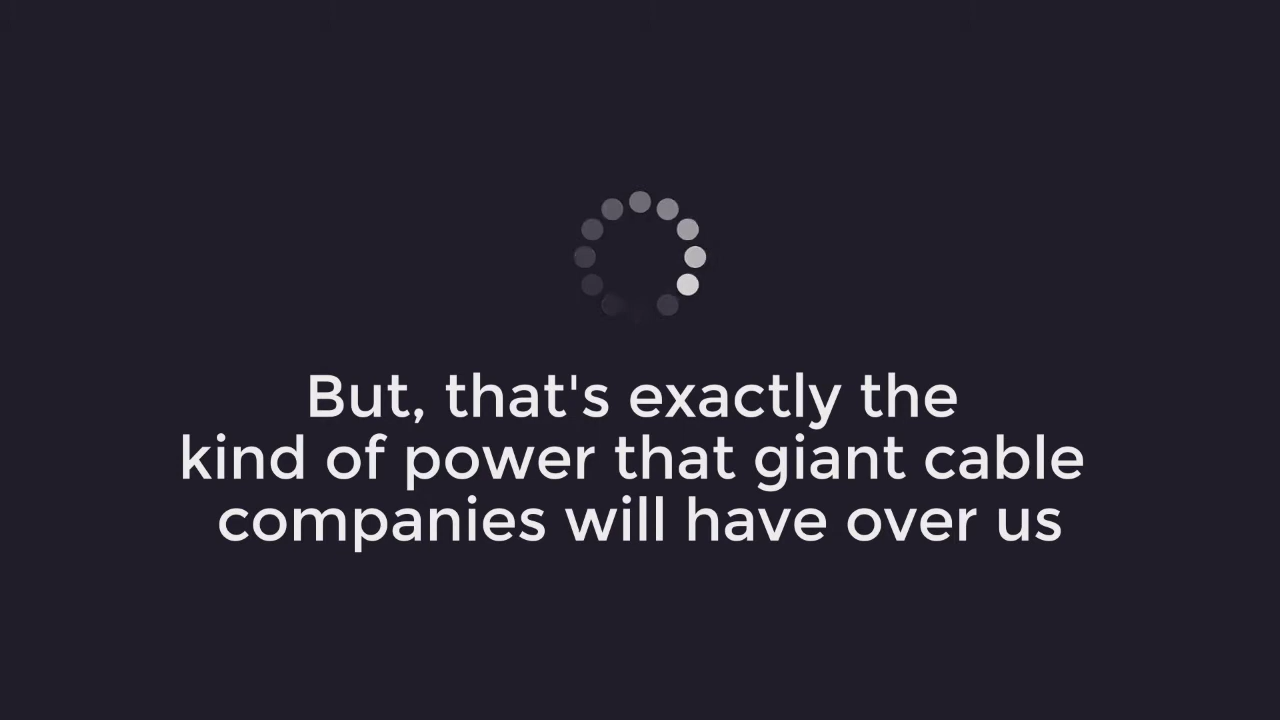 But, that's exactly the
kind of power that giant cable
companies will have over us